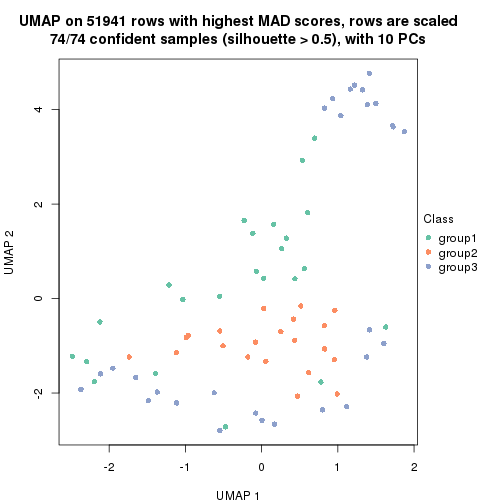 UMAP on 51941 rows with highest MAD scores, rows are scaled
74/74 confident samples (silhouette > 0.5), with 10 PCs
4
2
0
-2
UMAP 2
-2
-1
0
1
2
UMAP 1
Class
group1
group2
group3